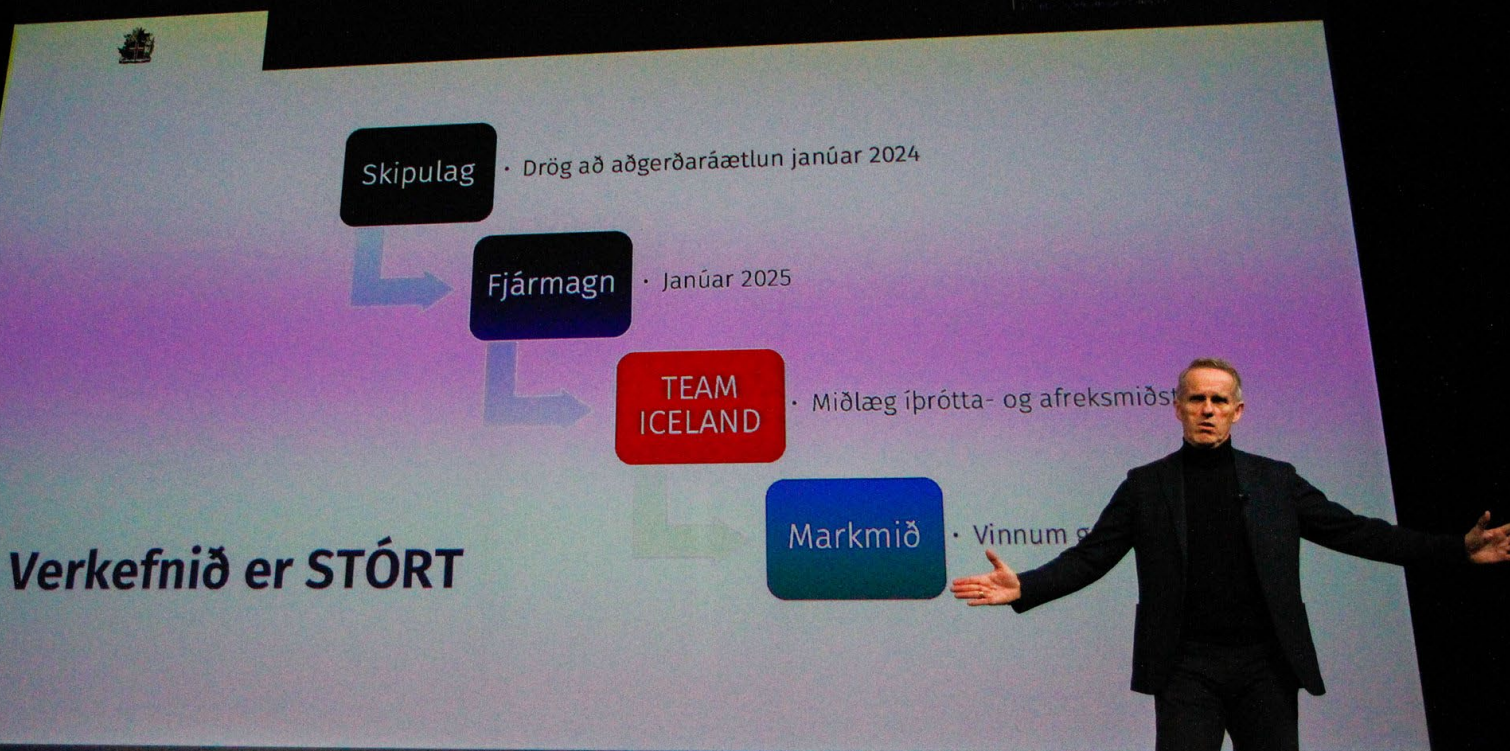 Skipulag
· Drög að aðgerðaráætlun janúar 2024
Fjármagn
· Janúar 2025
TEAM
ICELAND
· Miðlæg íþrótta- og
Markmið
· Vinnum
Verkefnið er STÓRT